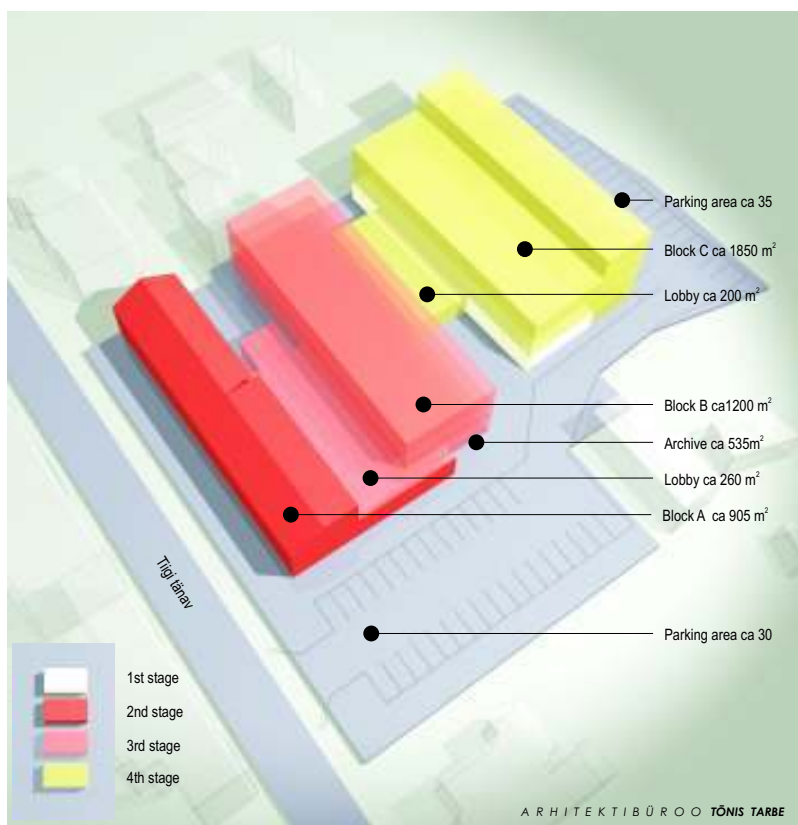 Parking area ca 35
Block C ca 1850 m²
Lobby ca 200 m²
Block B ca1200 m²
Archive ca 535m²
Lobby ca 260 m²
Block A ca 905 m²
Tiigi tänav
Parking area ca 30
1st stage
2nd stage
3rd stage
4th stage
ARHITEKTIBÜROO TÕNIS TARBE